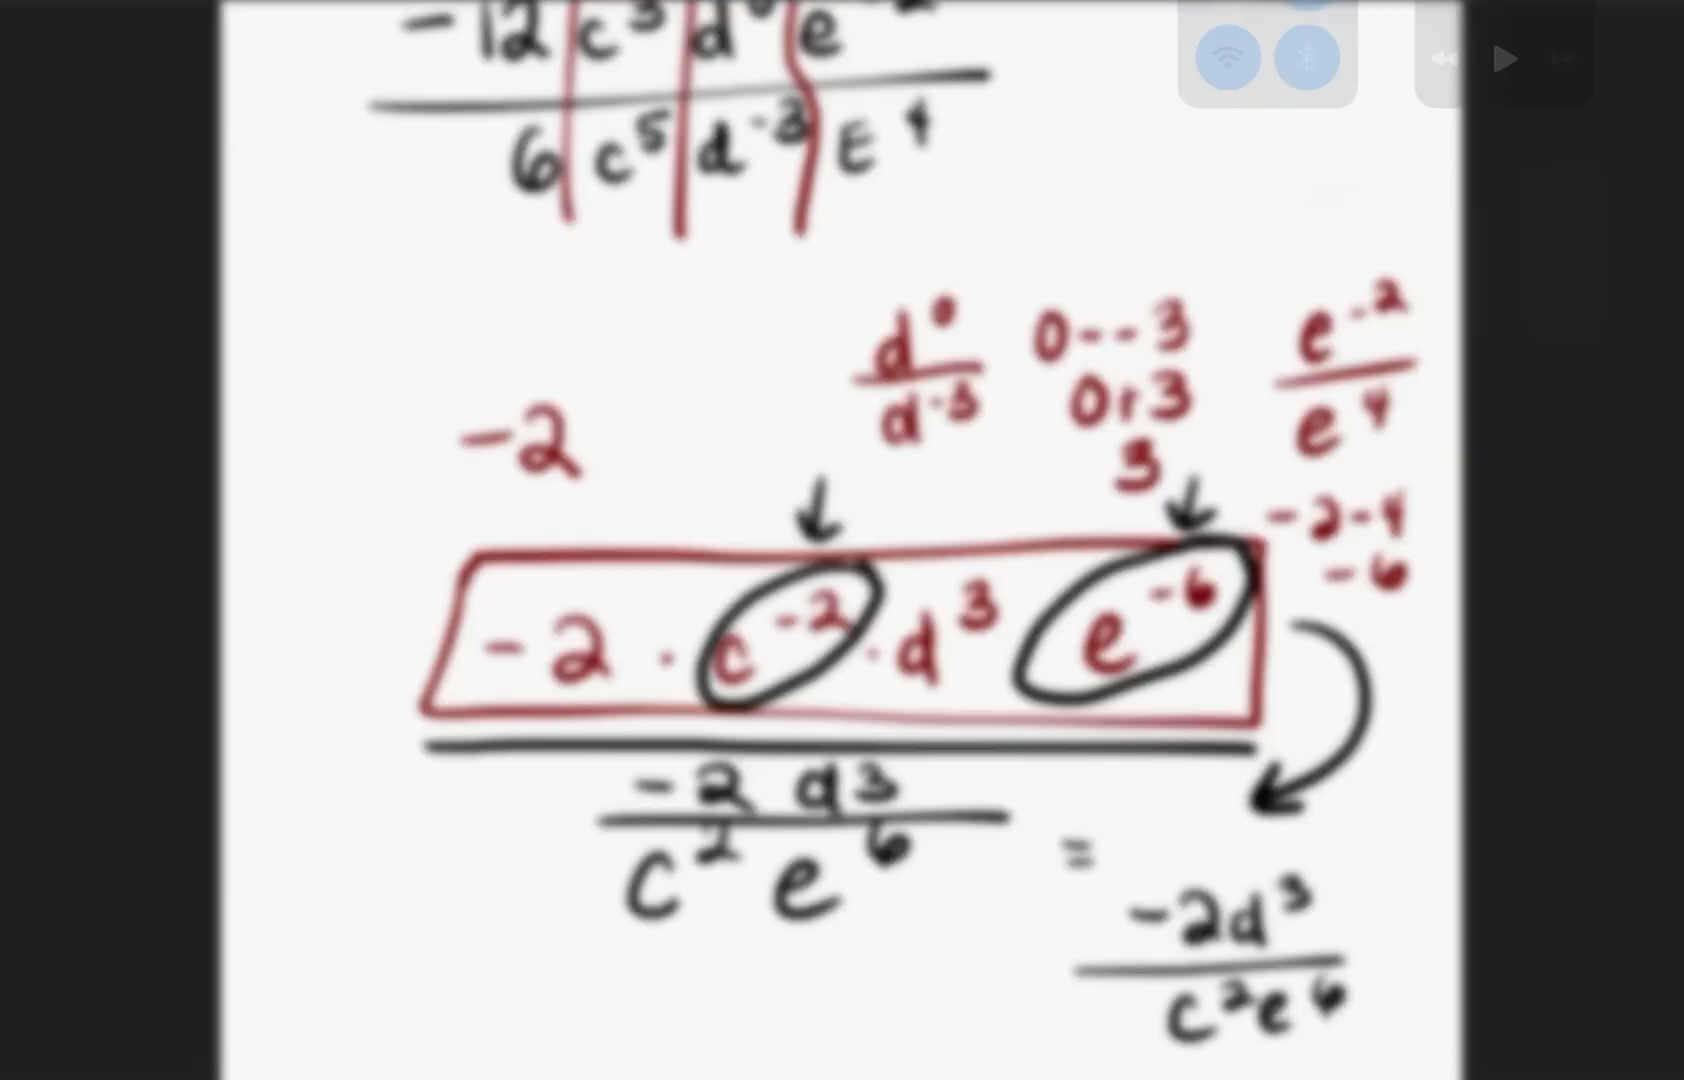 -12 c³ d⁰ e⁻²
6 c⁵ d⁻³ E⁴
d⁰ 0--3 e⁻²
d⁻³ 0+3 e⁴
-2 3
-2-4
-6
-2 · c⁻² · d³ e⁻⁶
-2 d³
c² e⁶ =
-2d³
c²e⁶